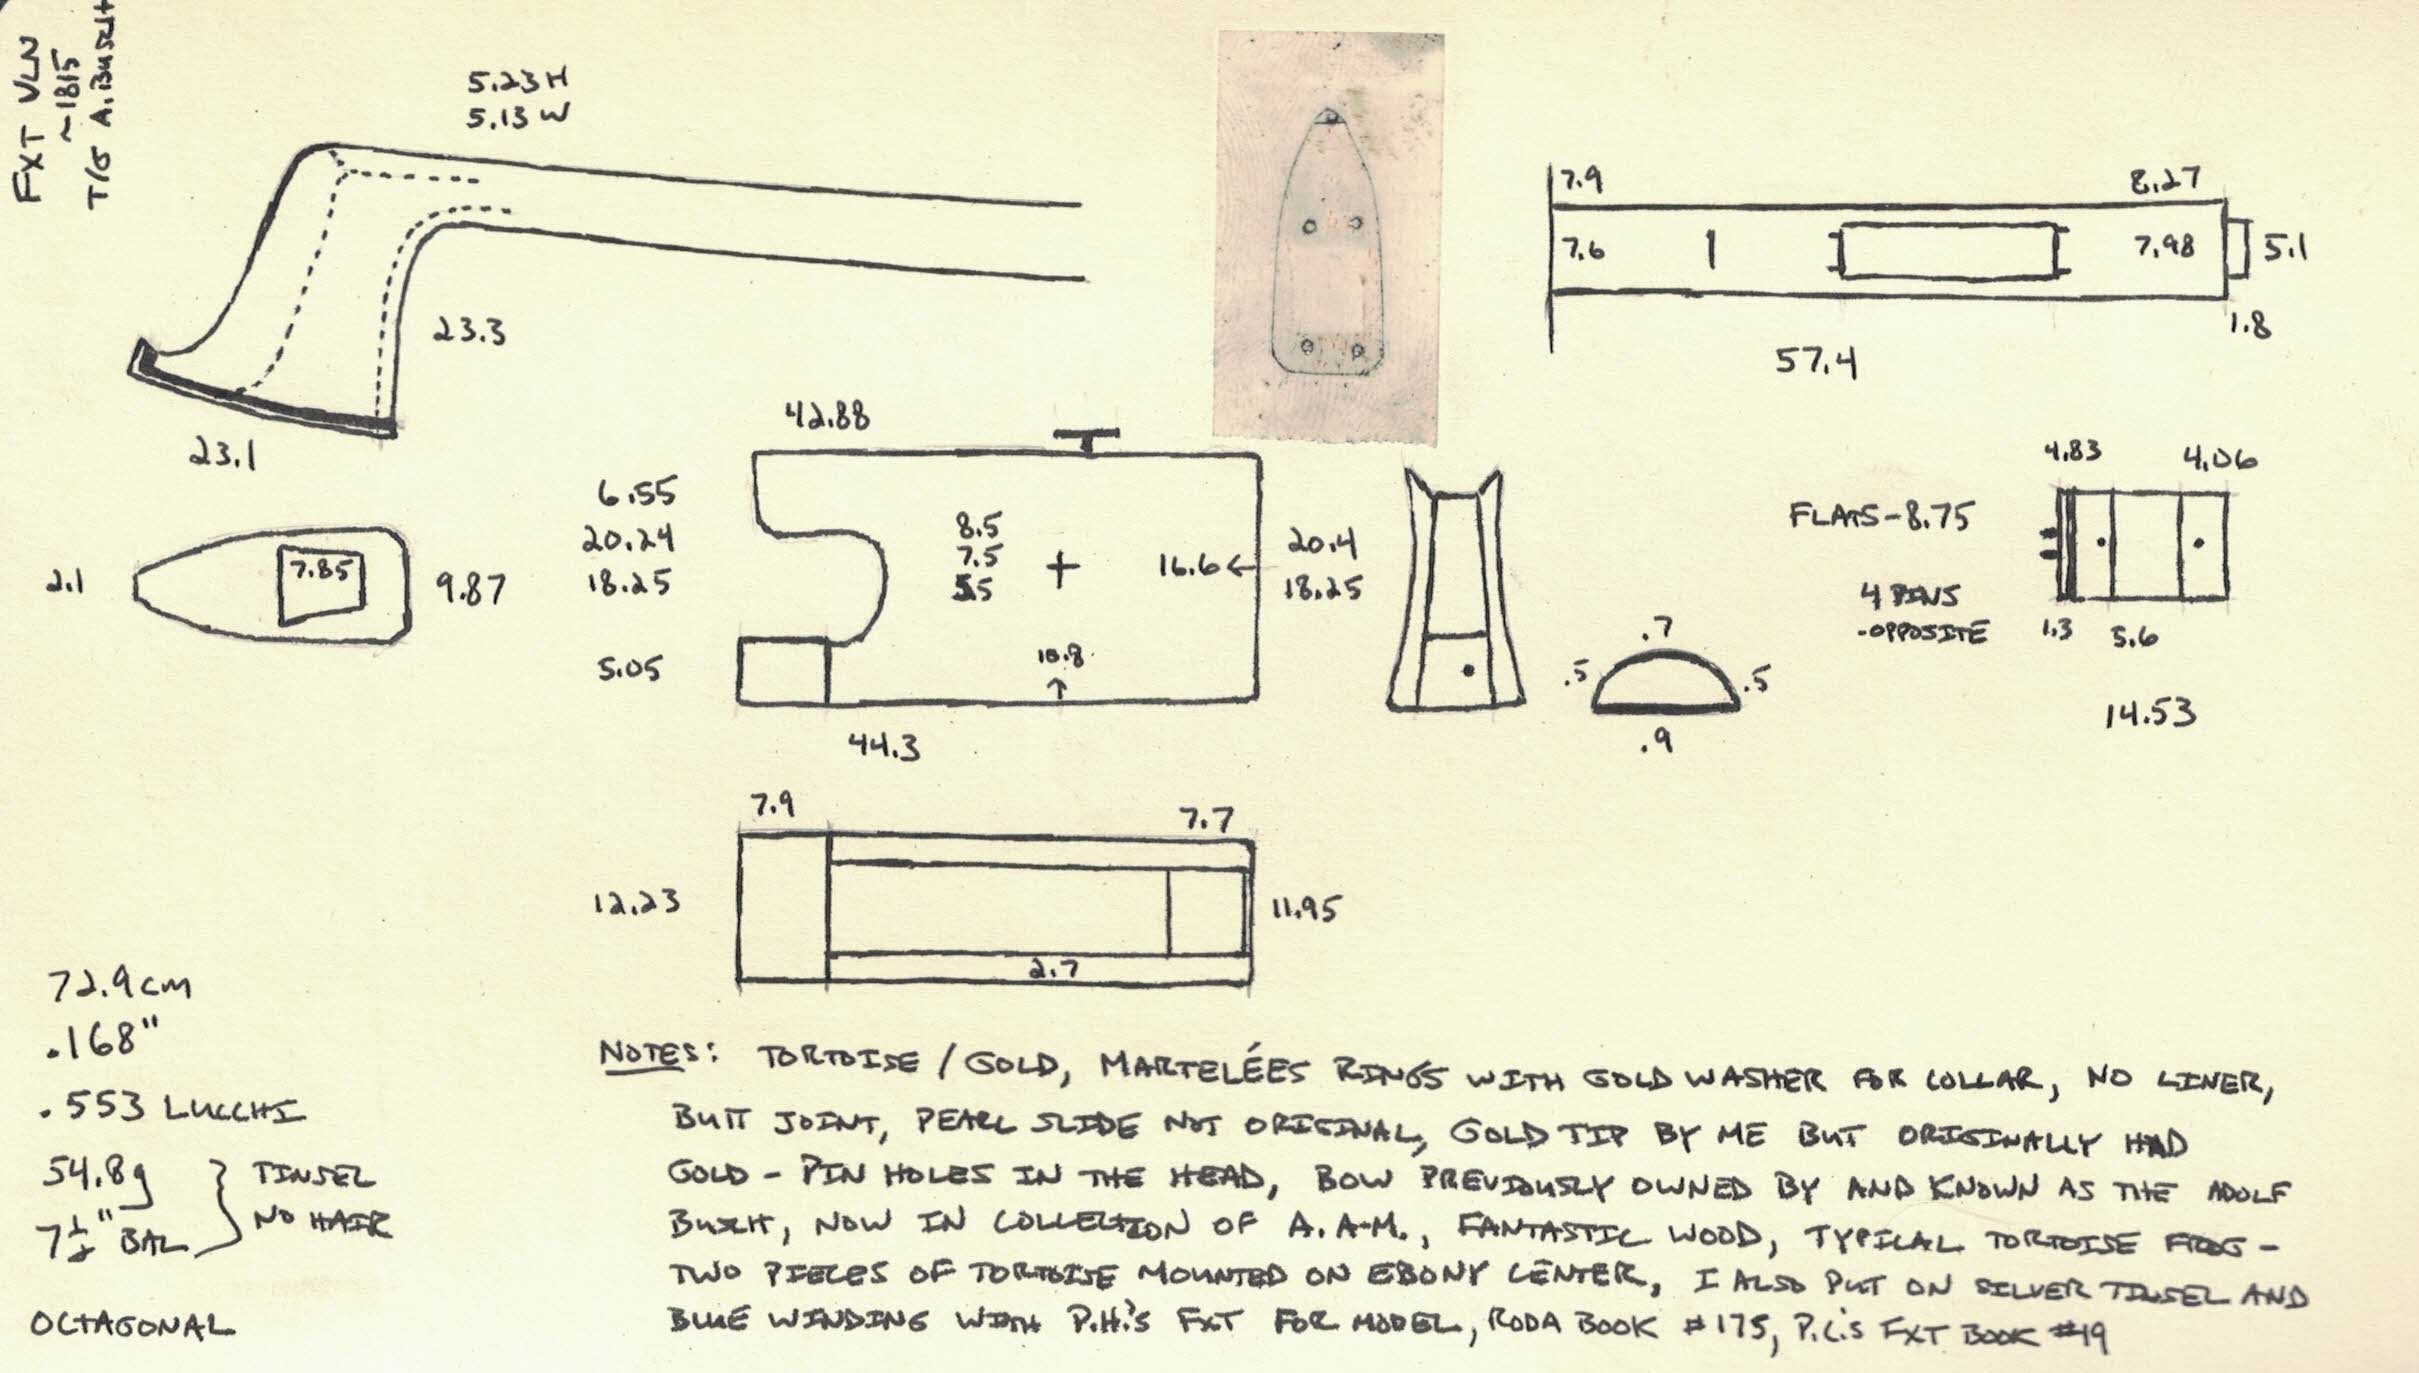 FXT VLN
~1815
T/G A. BUSCH
5.23 H
5.13 W
23.3
23.1
7.9
8.27
7.6
7.98
5.1
1.8
57.4
42.88
6.55
20.24
18.25
5.05
8.5
7.5
16.6
20.4
18.25
10.8
44.3
2.1
7.85
9.87
.7
.5
.5
.9
4.83
4.06
FLATS - 8.75
4 PINS
- OPPOSITE
1.3
5.6
14.53
7.9
7.7
12.23
11.95
2.7
72.9 cm
.168"
.553 LUCCHI
54.8g
TINSEL
7½" BAL
NO HAIR
OCTAGONAL
NOTES: TORTOISE / GOLD, MARTELÉES RINGS WITH GOLD WASHER FOR COLLAR, NO LINER,
BUTT JOINT, PEARL SLIDE NOT ORIGINAL, GOLD TIP BY ME BUT ORIGINALLY HAD
GOLD - PIN HOLES IN THE HEAD, BOW PREVIOUSLY OWNED BY AND KNOWN AS THE ADOLF
BUSCH, NOW IN COLLECTION OF A.A-M., FANTASTIC WOOD, TYPICAL TORTOISE FROG -
TWO PIECES OF TORTOISE MOUNTED ON EBONY CENTER, I ALSO PUT ON SILVER TINSEL AND
BLUE WINDING WITH P.H.'S FXT FOR MODEL, RODA BOOK #175, P.C.'S FXT BOOK #19